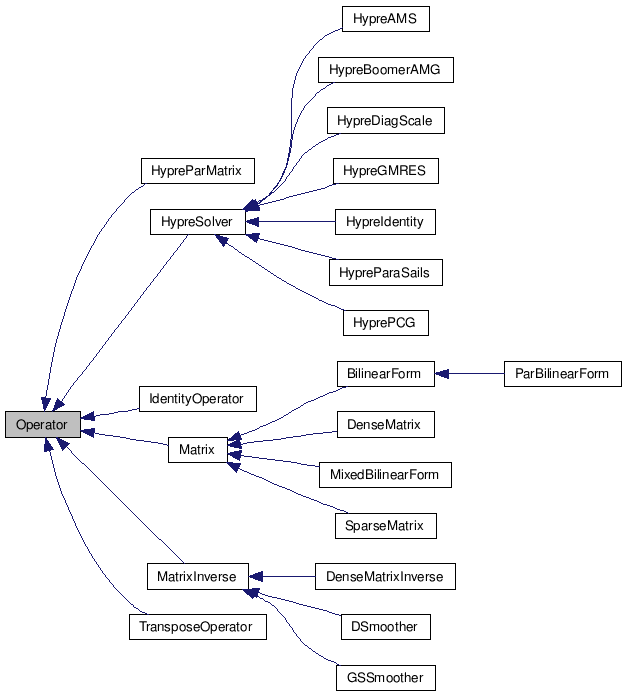 HypreAMS
HypreBoomerAMG
HypreDiagScale
HypreParMatrix
HypreGMRES
HypreSolver
HypreIdentity
HypreParaSails
HyprePCG
BilinearForm
ParBilinearForm
IdentityOperator
Operator
DenseMatrix
Matrix
MixedBilinearForm
SparseMatrix
MatrixInverse
DenseMatrixInverse
TransposeOperator
DSmoother
GSSmoother